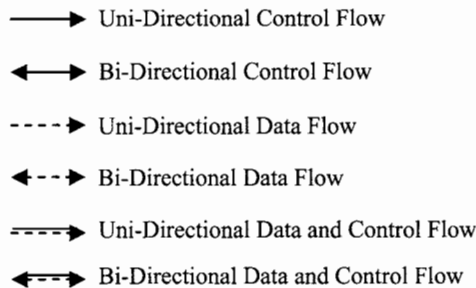 Uni-Directional Control Flow
Bi-Directional Control Flow
Uni-Directional Data Flow
Bi-Directional Data Flow
Uni-Directional Data and Control Flow
Bi-Directional Data and Control Flow